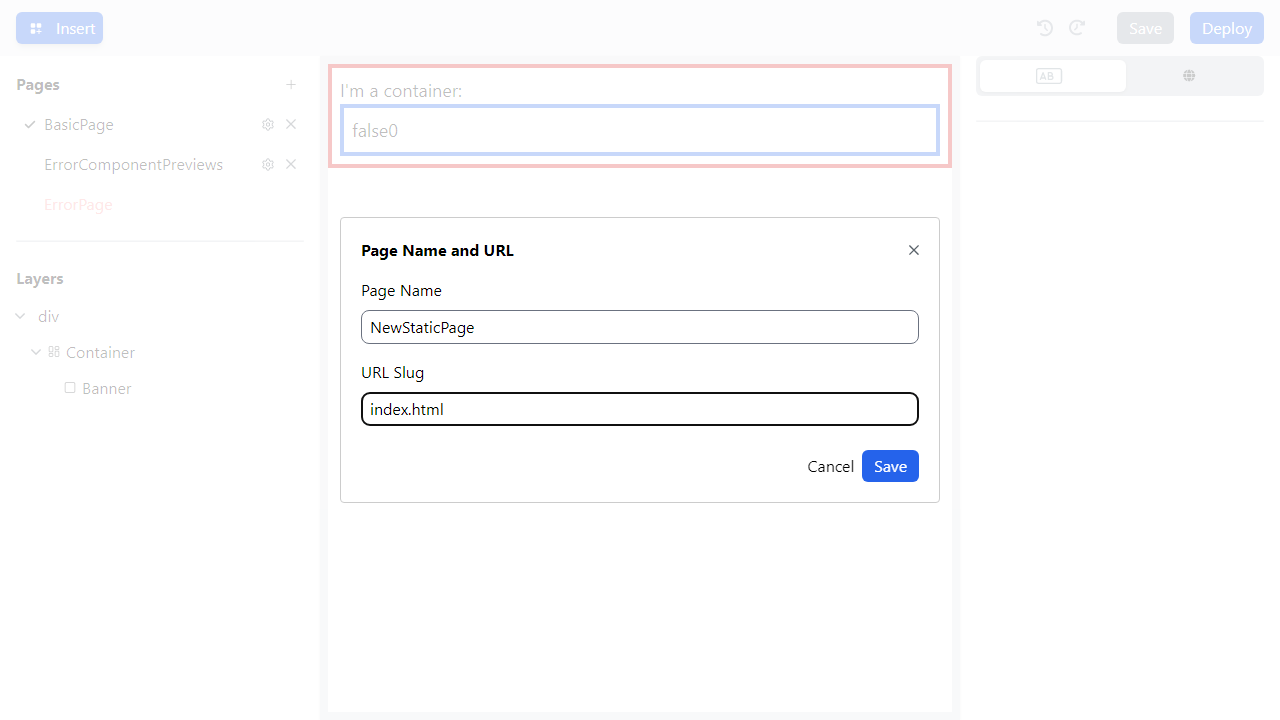 Insert
Save
Deploy
Pages
BasicPage
ErrorComponentPreviews
ErrorPage
Layers
div
Container
Banner
I'm a container:
false0
Page Name and URL
Page Name
NewStaticPage
URL Slug
index.html
Cancel
Save
AB